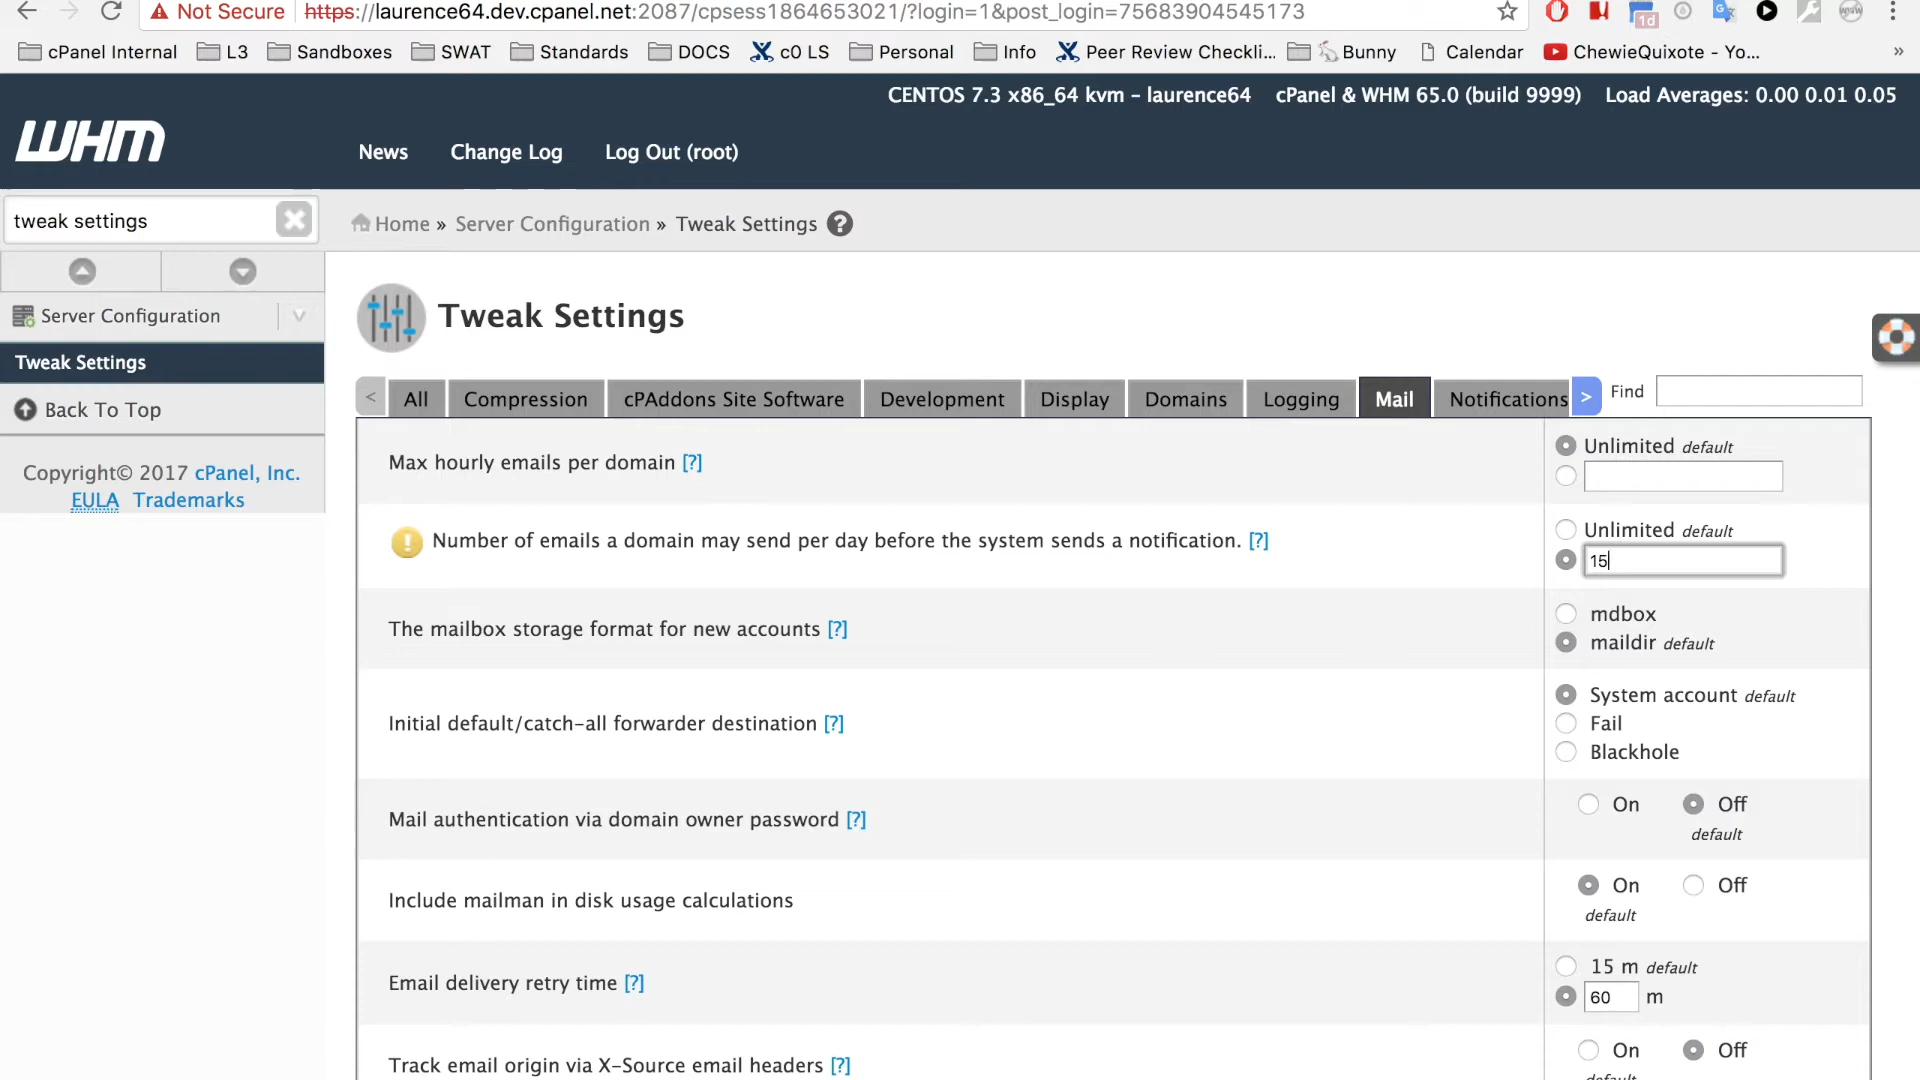 Not Secure https://laurence64.dev.cpanel.net:2087/cpsess1864653021/?login=1&post_login=75683904545173
1d
cPanel Internal L3 Sandboxes SWAT Standards DOCS c0 LS Personal Info Peer Review Checkli... Bunny Calendar ChewieQuixote - Yo... »
CENTOS 7.3 x86_64 kvm – laurence64 cPanel & WHM 65.0 (build 9999) Load Averages: 0.00 0.01 0.05
WHM News Change Log Log Out (root)
tweak settings
Home » Server Configuration » Tweak Settings ?
Server Configuration
Tweak Settings
Back To Top
Copyright© 2017 cPanel, Inc.
EULA Trademarks
Tweak Settings
< All Compression cPAddons Site Software Development Display Domains Logging Mail Notifications > Find
Max hourly emails per domain [?]
Unlimited default
! Number of emails a domain may send per day before the system sends a notification. [?]
Unlimited default
15
The mailbox storage format for new accounts [?]
mdbox
maildir default
Initial default/catch-all forwarder destination [?]
System account default
Fail
Blackhole
Mail authentication via domain owner password [?]
On Off
default
Include mailman in disk usage calculations
On Off
default
Email delivery retry time [?]
15 m default
60 m
Track email origin via X-Source email headers [?]
On Off
default